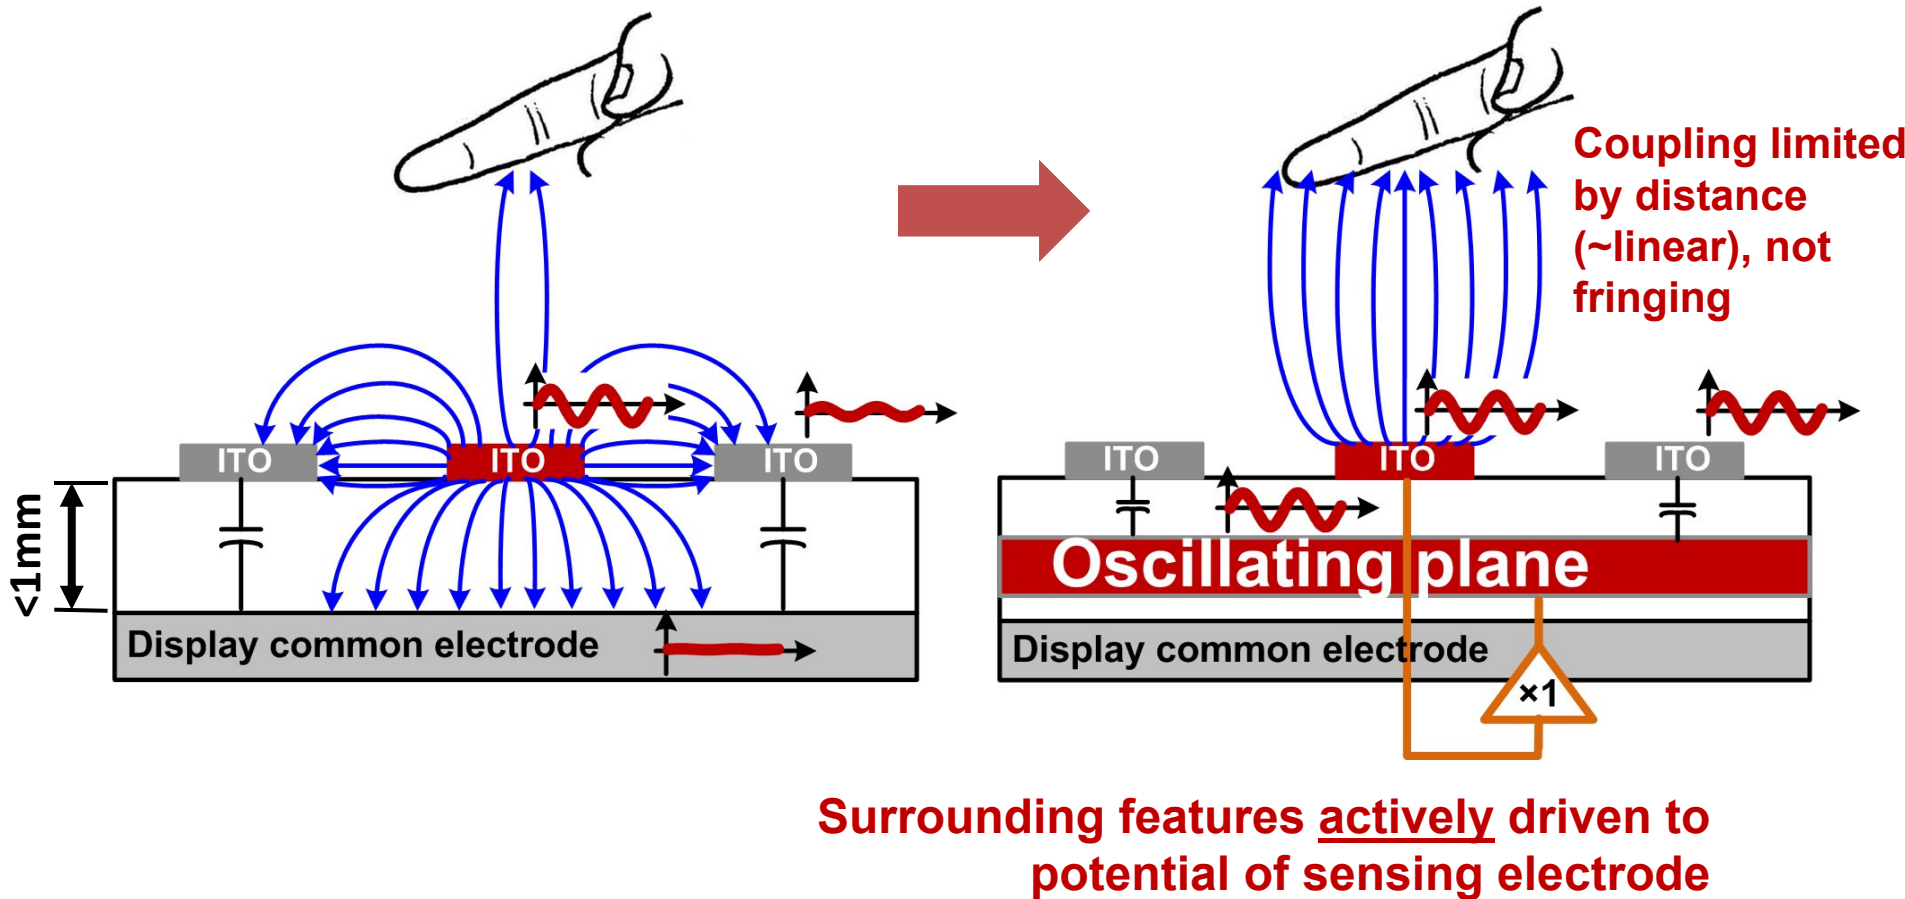 Coupling limited
by distance
(~linear), not
fringing
ITO
ITO
ITO
<1mm
Display common electrode
ITO
ITO
ITO
Oscillating plane
Display common electrode
×1
Surrounding features actively driven to
potential of sensing electrode